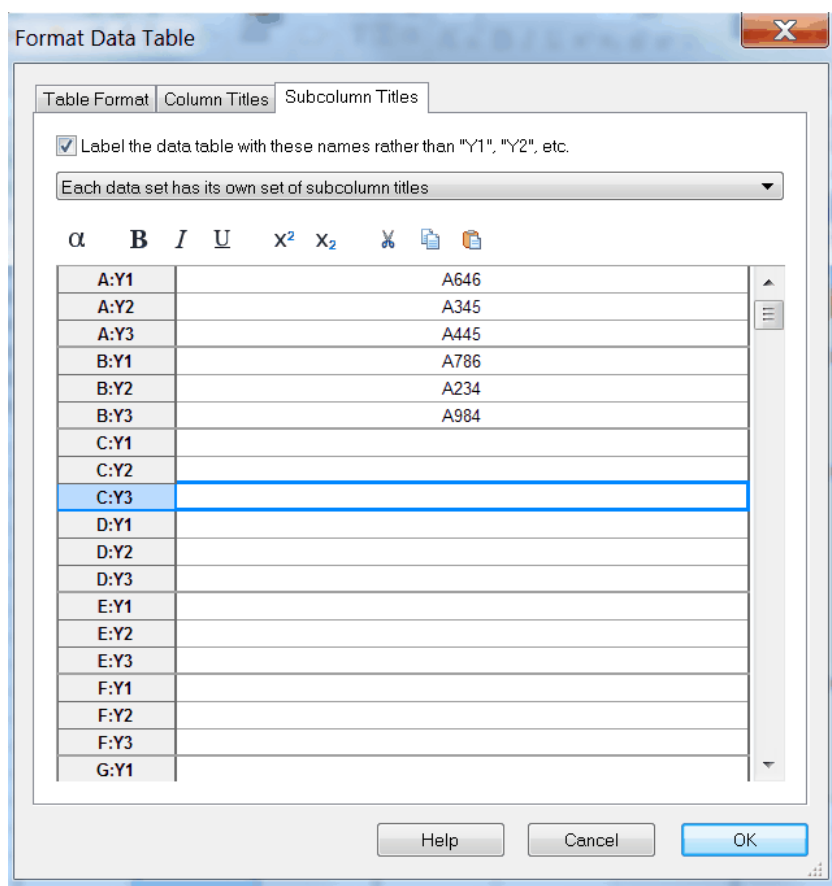 Format Data Table
X
Table Format Column Titles Subcolumn Titles
Label the data table with these names rather than "Y1", "Y2", etc.
Each data set has its own set of subcolumn titles
α B I U X² X₂
A:Y1 A646
A:Y2 A345
A:Y3 A445
B:Y1 A786
B:Y2 A234
B:Y3 A984
C:Y1
C:Y2
C:Y3
D:Y1
D:Y2
D:Y3
E:Y1
E:Y2
E:Y3
F:Y1
F:Y2
F:Y3
G:Y1
Help Cancel OK